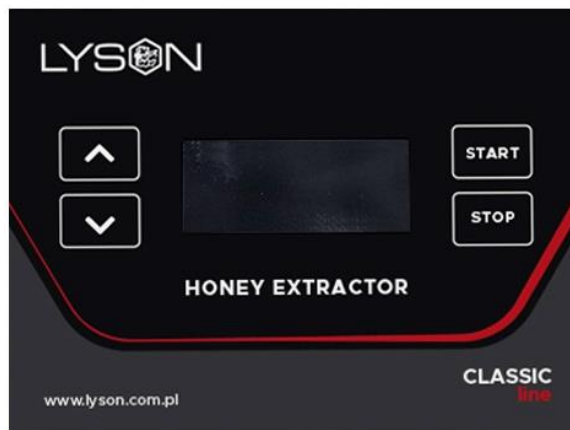 LYSON
START
STOP
HONEY EXTRACTOR
CLASSIC
line
www.lyson.com.pl